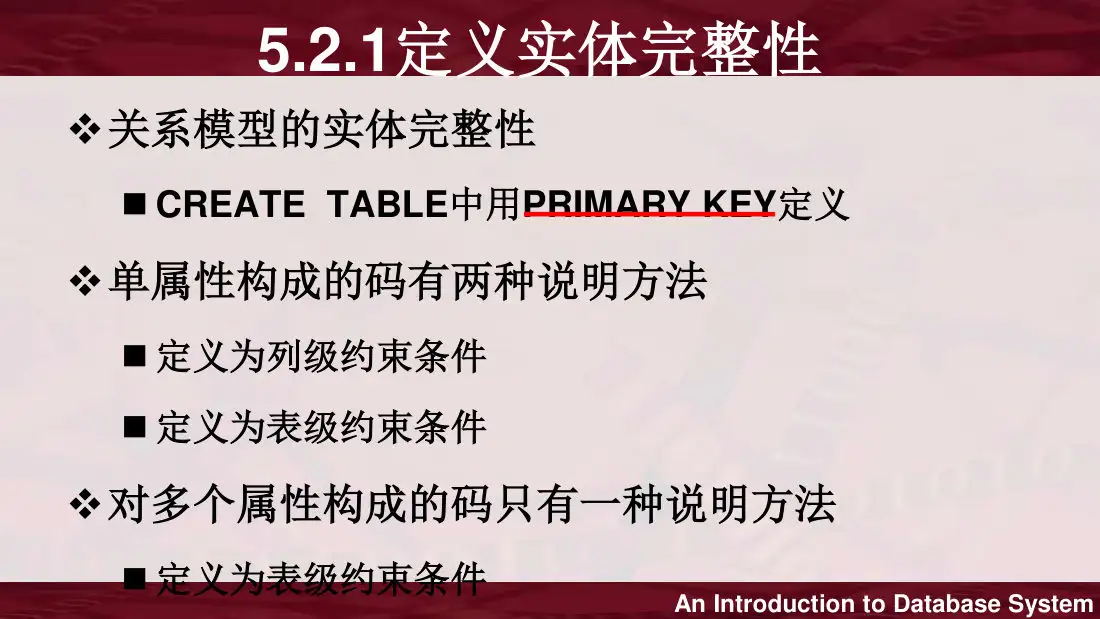 5.2.1定义实体完整性
关系模型的实体完整性
CREATE TABLE中用PRIMARY KEY定义
单属性构成的码有两种说明方法
定义为列级约束条件
定义为表级约束条件
对多个属性构成的码只有一种说明方法
定义为表级约束条件
An Introduction to Database System